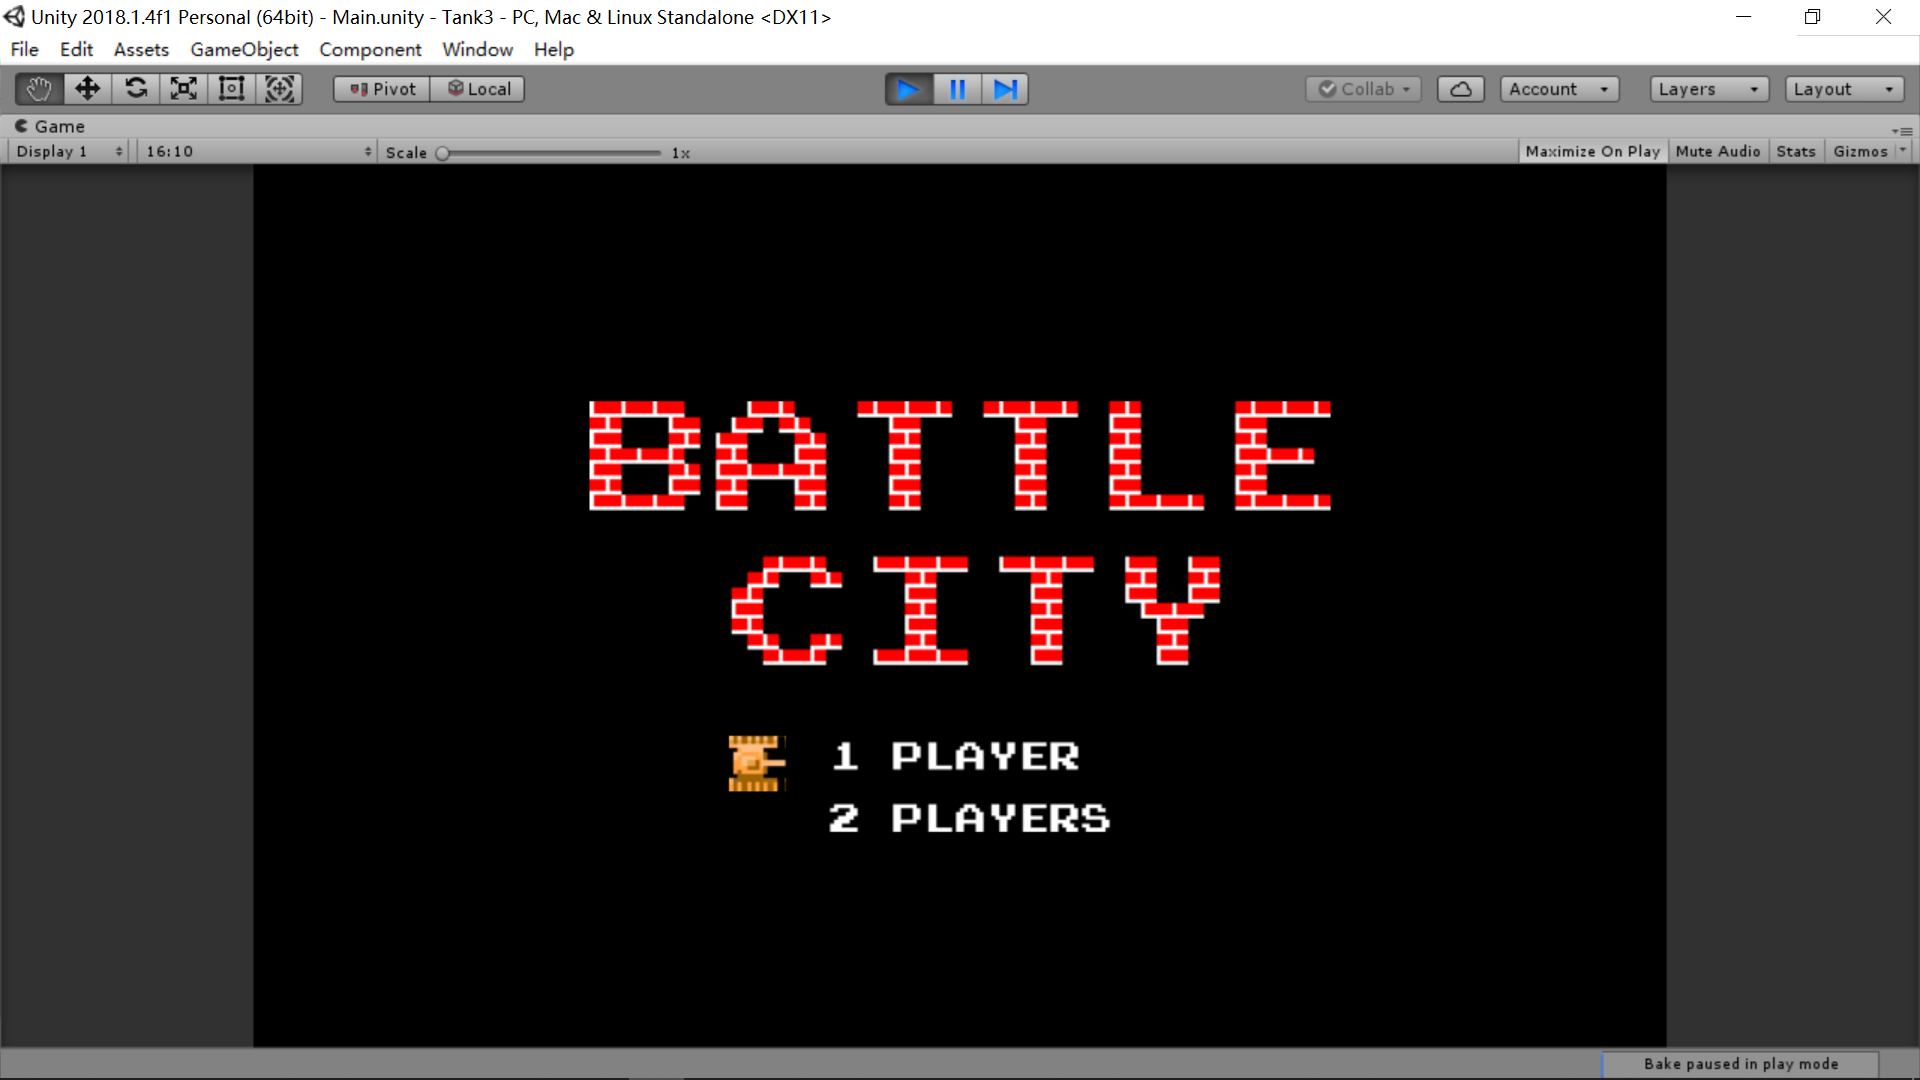 Unity 2018.1.4f1 Personal (64bit) - Main.unity - Tank3 - PC, Mac & Linux Standalone <DX11>
File Edit Assets GameObject Component Window Help
Pivot Local Collab Account Layers Layout
Game
Display 1 16:10 Scale 1x Maximize On Play Mute Audio Stats Gizmos
BATTLE
CITY
1 PLAYER
2 PLAYERS
Bake paused in play mode